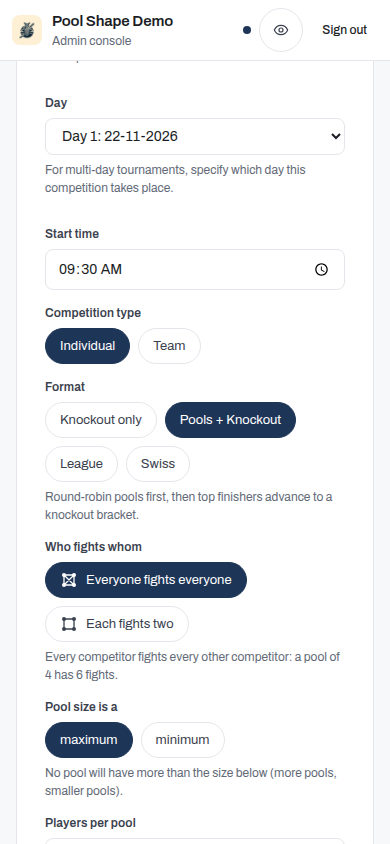 Pool Shape Demo
Admin console
Sign out
Day
Day 1: 22-11-2026
For multi-day tournaments, specify which day this
competition takes place.
Start time
09:30 AM
Competition type
Individual
Team
Format
Knockout only
Pools + Knockout
League
Swiss
Round-robin pools first, then top finishers advance to a
knockout bracket.
Who fights whom
Everyone fights everyone
Each fights two
Every competitor fights every other competitor: a pool of
4 has 6 fights.
Pool size is a
maximum
minimum
No pool will have more than the size below (more pools,
smaller pools).
Players per pool